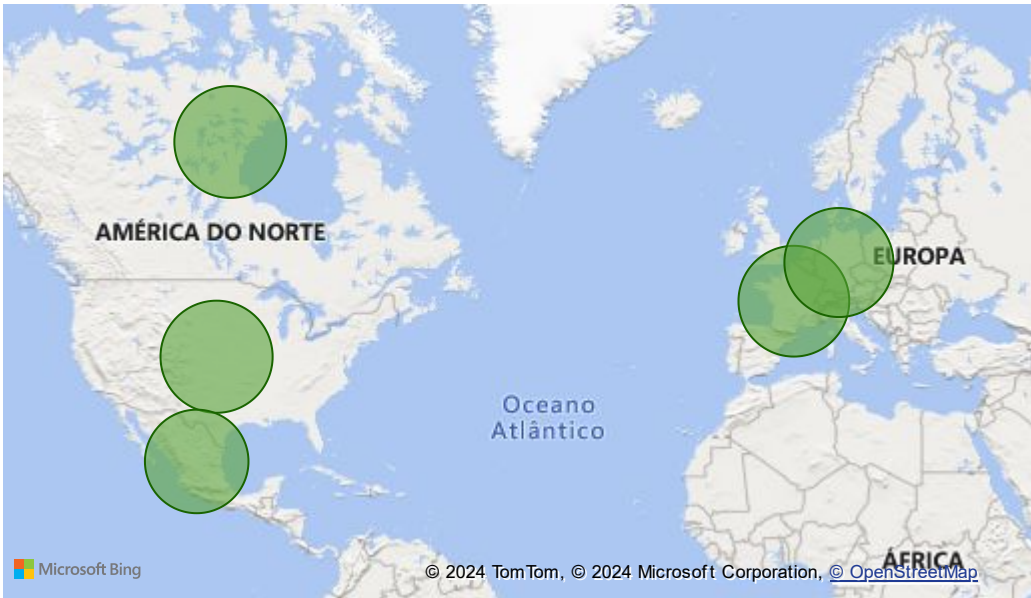 AMÉRICA DO NORTE
EUROPA
Oceano
Atlântico
ÁFRICA
Microsoft Bing
© 2024 TomTom, © 2024 Microsoft Corporation, © OpenStreetMap